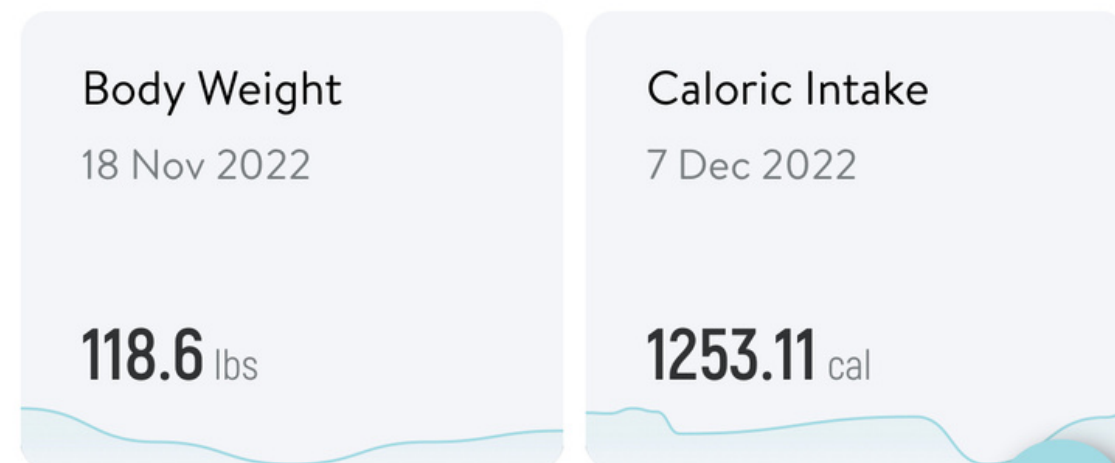 Body Weight
18 Nov 2022
118.6 lbs
Caloric Intake
7 Dec 2022
1253.11 cal